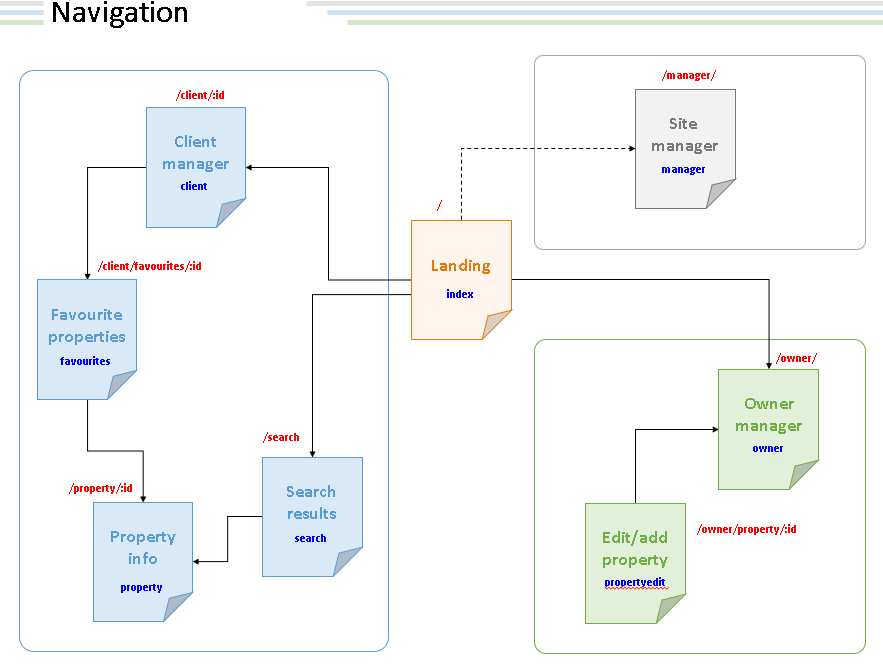 Navigation
/client/:id
Client
manager
client
/client/favourites/:id
Favourite
properties
favourites
/property/:id
Property
info
property
/search
Search
results
search
/
Landing
index
/manager/
Site
manager
manager
/owner/
Owner
manager
owner
/owner/property/:id
Edit/add
property
propertyedit